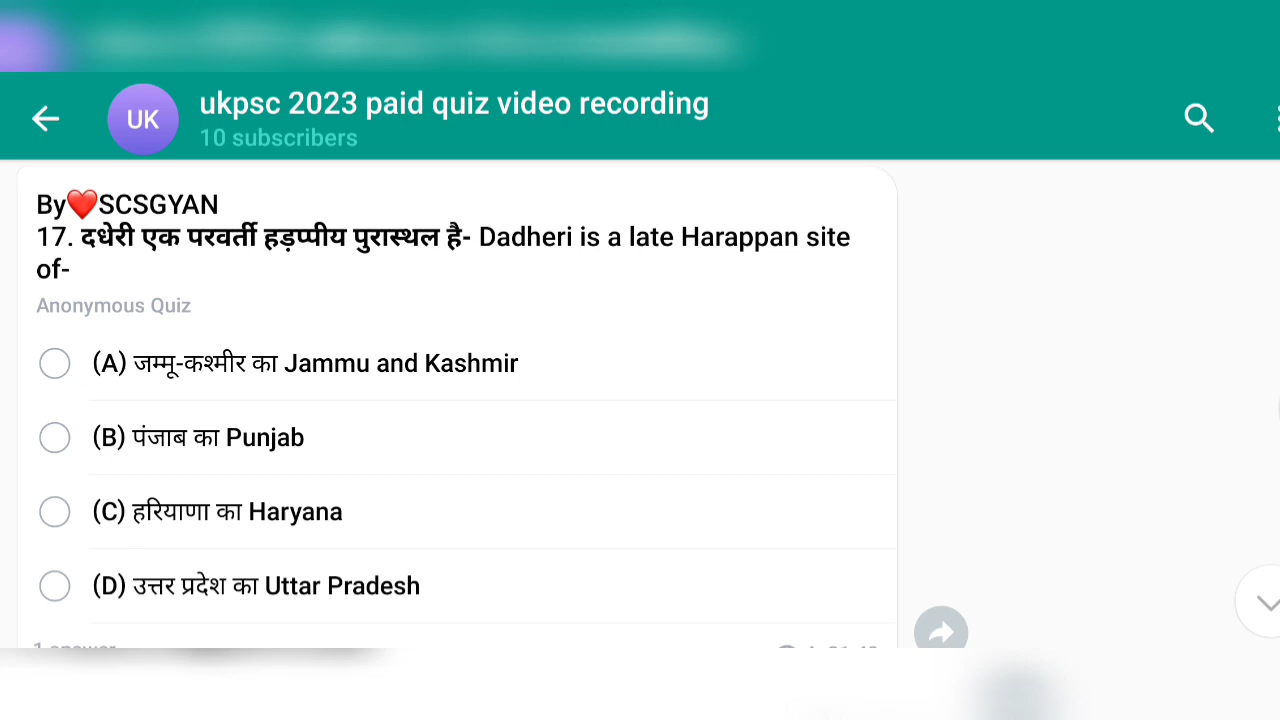 UK
ukpsc 2023 paid quiz video recording
10 subscribers
By❤️SCSGYAN
17. दधेरी एक परवर्ती हड़प्पीय पुरास्थल है- Dadheri is a late Harappan site
of-
Anonymous Quiz
(A) जम्मू-कश्मीर का Jammu and Kashmir
(B) पंजाब का Punjab
(C) हरियाणा का Haryana
(D) उत्तर प्रदेश का Uttar Pradesh
1 answer